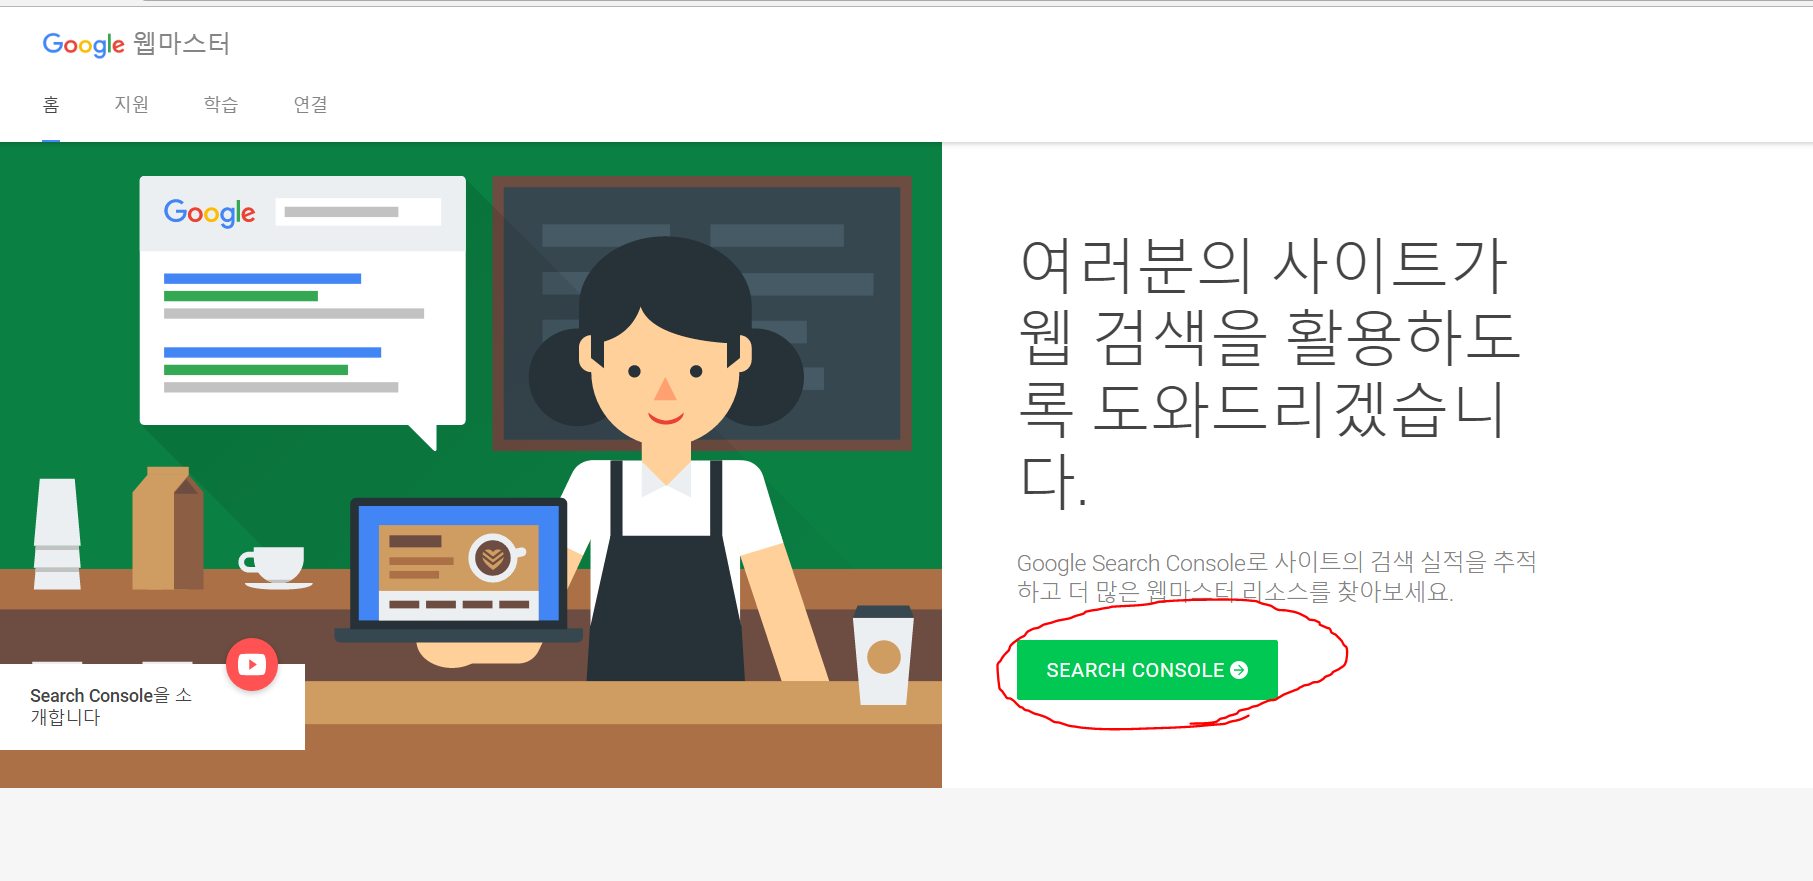 Google 웹마스터
홈 지원 학습 연결
Google
여러분의 사이트가
웹 검색을 활용하도
록 도와드리겠습니
다.
Google Search Console로 사이트의 검색 실적을 추적
하고 더 많은 웹마스터 리소스를 찾아보세요.
SEARCH CONSOLE
Search Console을 소
개합니다